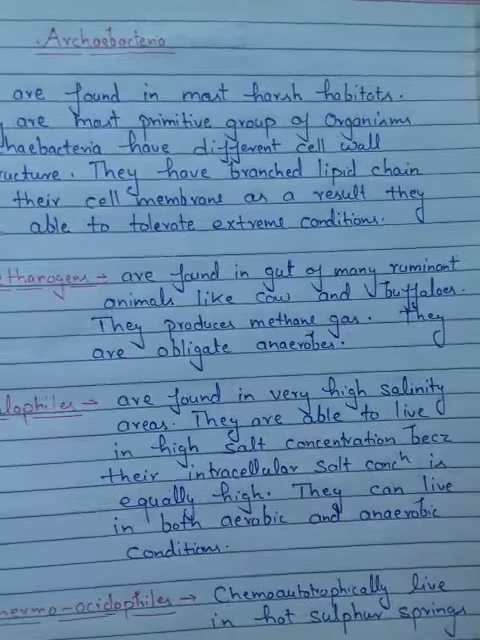 Archaebacteria
are found in most harsh habitats.
are most primitive group of Organisms
haebacteria have different cell wall
ucture. They have branched lipid chain
their cell membrane as a result they
able to tolerate extreme conditions.
thanogens → are found in gut of many ruminant
animals like cow and buffaloes.
They produces methane gas. They
are obligate anaerobes.
alophiles → are found in very high salinity
areas. They are able to live
in high salt concentration becz
their intracellular salt concn is
equally high. They can live
in both aerobic and anaerobic
conditions.
hermo-acidophiles → Chemoautotrophically live
in hot sulphur springs